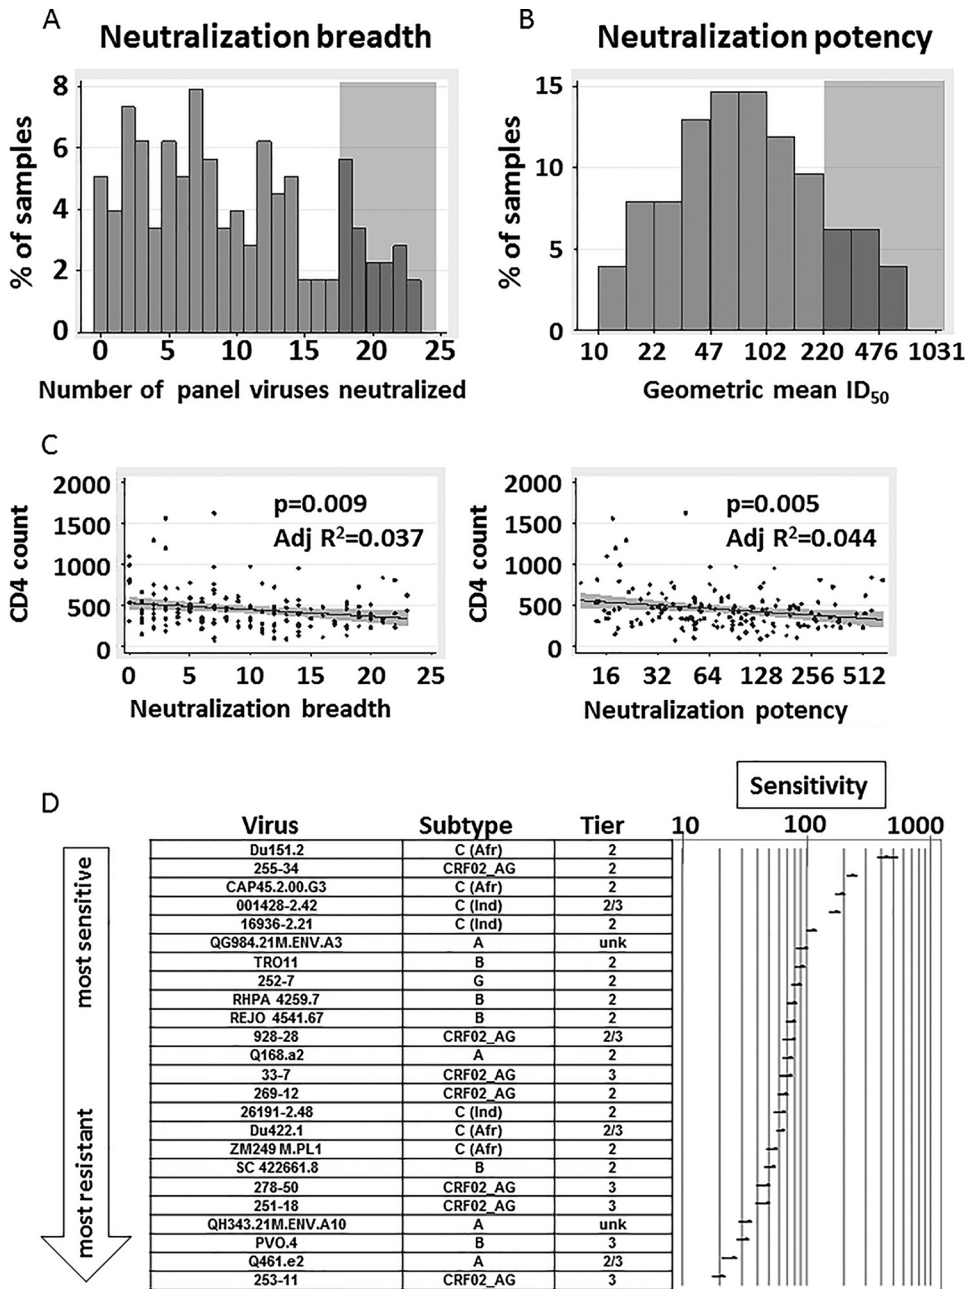 A
Neutralization breadth
% of samples
8
6
4
2
0
0 5 10 15 20 25
Number of panel viruses neutralized
B
Neutralization potency
% of samples
15
10
5
0
10 22 47 102 220 476 1031
Geometric mean ID50
C
CD4 count
2000
1500
1000
500
0
p=0.009
Adj R²=0.037
0 5 10 15 20 25
Neutralization breadth
CD4 count
2000
1500
1000
500
0
p=0.005
Adj R²=0.044
16 32 64 128 256 512
Neutralization potency
D
Sensitivity
Virus Subtype Tier 10 100 1000
most sensitive
most resistant
Du151.2 C (Afr) 2
255-34 CRF02_AG 2
CAP45.2.00.G3 C (Afr) 2
001428-2.42 C (Ind) 2/3
16936-2.21 C (Ind) 2
QG984.21M.ENV.A3 A unk
TRO11 B 2
252-7 G 2
RHPA 4259.7 B 2
REJO 4541.67 B 2
928-28 CRF02_AG 2/3
Q168.a2 A 2
33-7 CRF02_AG 3
269-12 CRF02_AG 2
26191-2.48 C (Ind) 2
Du422.1 C (Afr) 2/3
ZM249 M.PL1 C (Afr) 2
SC 422661.8 B 2
278-50 CRF02_AG 3
251-18 CRF02_AG 3
QH343.21M.ENV.A10 A unk
PVO.4 B 3
Q461.e2 A 2/3
253-11 CRF02_AG 3